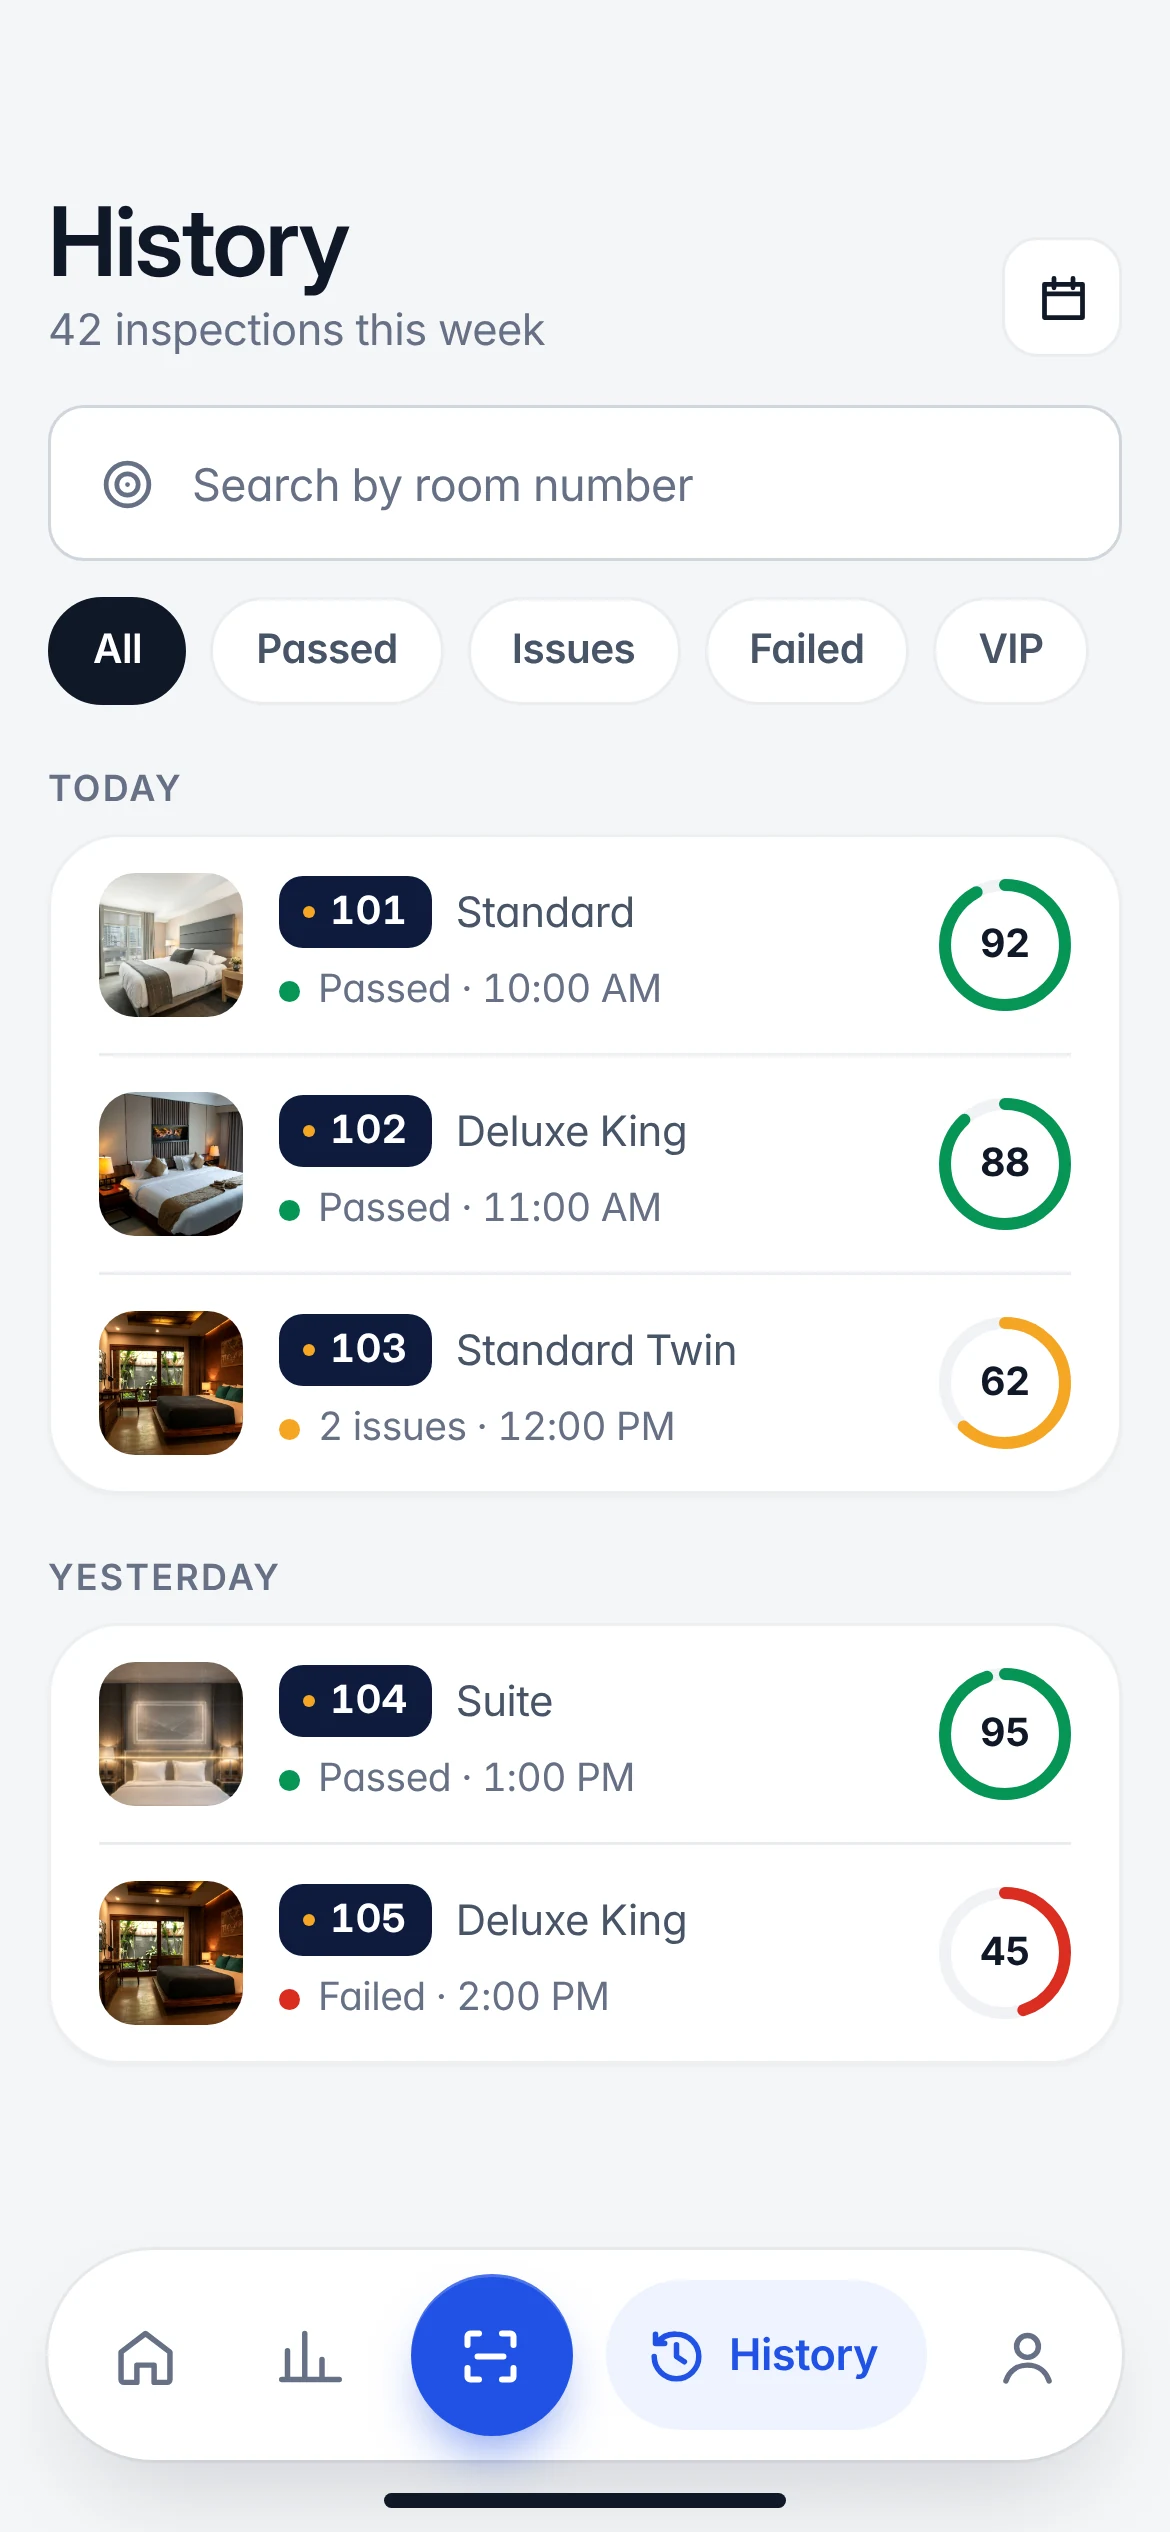 History
42 inspections this week
Search by room number
All Passed Issues Failed VIP
TODAY
101 Standard
Passed · 10:00 AM
92
102 Deluxe King
Passed · 11:00 AM
88
103 Standard Twin
2 issues · 12:00 PM
62
YESTERDAY
104 Suite
Passed · 1:00 PM
95
105 Deluxe King
Failed · 2:00 PM
45
History